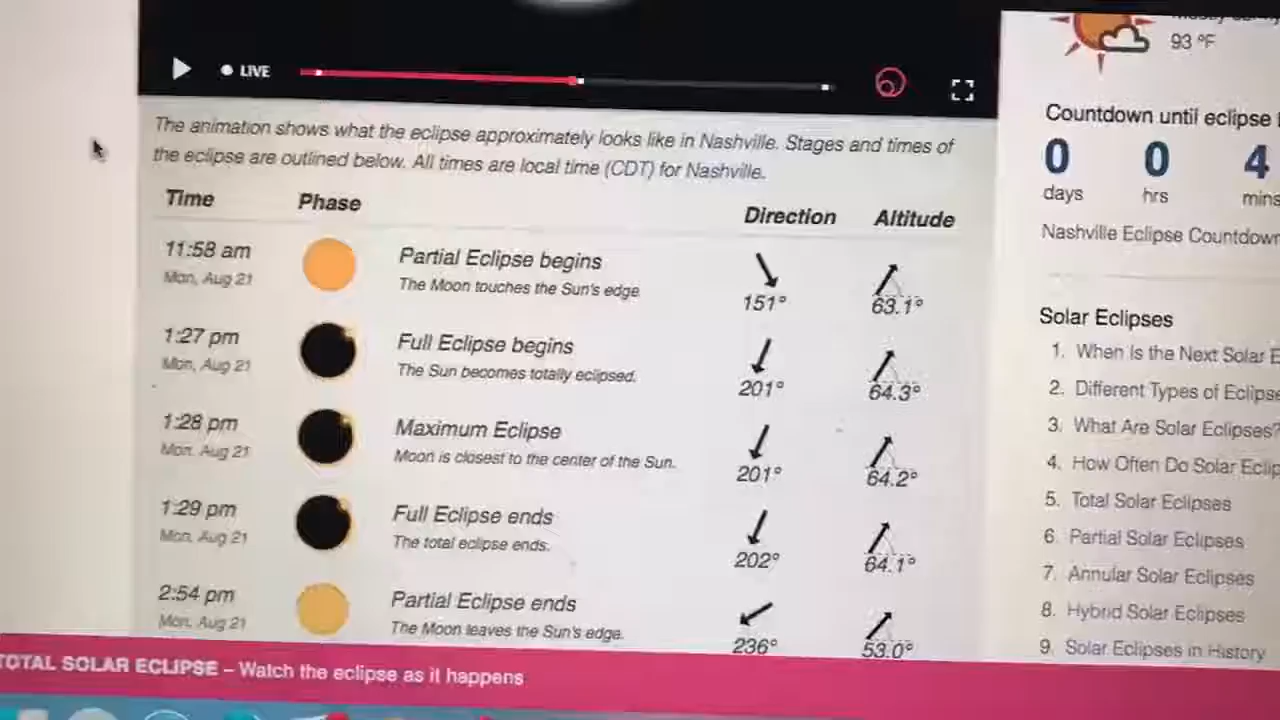 LIVE
The animation shows what the eclipse approximately looks like in Nashville. Stages and times of
the eclipse are outlined below. All times are local time (CDT) for Nashville.
Time Phase Direction Altitude
11:58 am Partial Eclipse begins
Mon, Aug 21 The Moon touches the Sun's edge. 151° 63.1°
1:27 pm Full Eclipse begins
Mon, Aug 21 The Sun becomes totally eclipsed. 201° 64.3°
1:28 pm Maximum Eclipse
Mon, Aug 21 Moon is closest to the center of the Sun. 201° 64.2°
1:29 pm Full Eclipse ends
Mon, Aug 21 The total eclipse ends. 202° 64.1°
2:54 pm Partial Eclipse ends
Mon, Aug 21 The Moon leaves the Sun's edge. 236° 53.0°
TOTAL SOLAR ECLIPSE – Watch the eclipse as it happens
93 °F
Countdown until eclipse
0 0 4
days hrs mins
Nashville Eclipse Countdown
Solar Eclipses
1. When Is the Next Solar E
2. Different Types of Eclipse
3. What Are Solar Eclipses?
4. How Often Do Solar Eclip
5. Total Solar Eclipses
6. Partial Solar Eclipses
7. Annular Solar Eclipses
8. Hybrid Solar Eclipses
9. Solar Eclipses in History